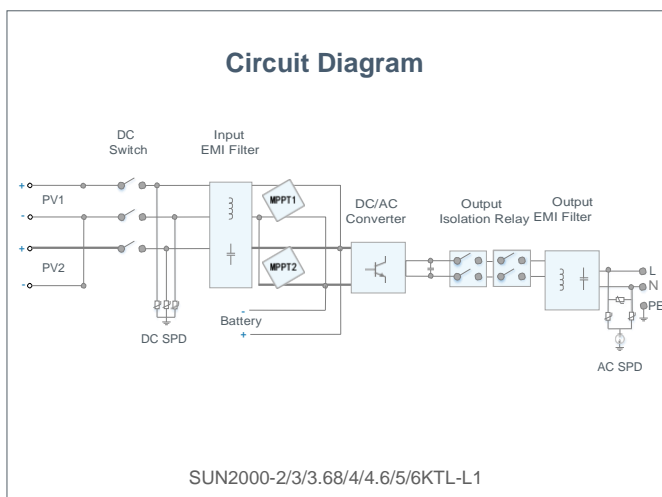 Circuit Diagram
DC
Switch
Input
EMI Filter
DC/AC
Converter
Output
Isolation Relay
Output
EMI Filter
+
PV1
-
+
PV2
-
MPPT1
MPPT2
L
N
PE
-
Battery
+
DC SPD
AC SPD
SUN2000-2/3/3.68/4/4.6/5/6KTL-L1